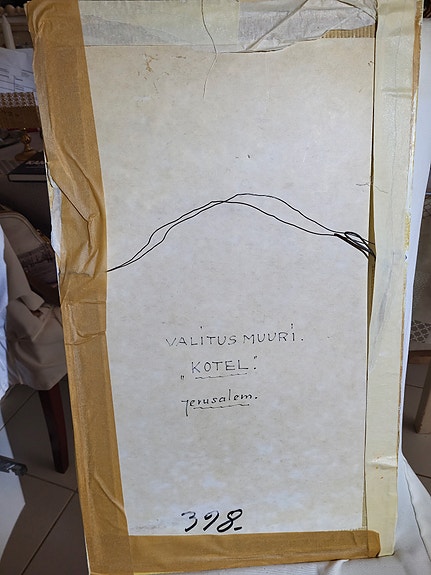 VALITUS MUURI.
„KOTEL".
Jerusalem.
398.-